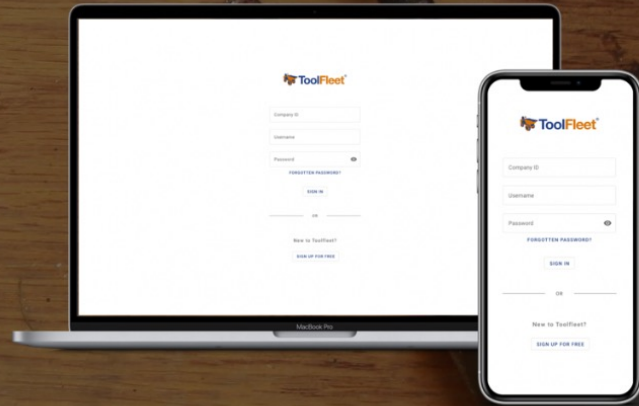 ToolFleet
Company ID
Username
Password
FORGOTTEN PASSWORD?
SIGN IN
OR
New to Toolfleet?
SIGN UP FOR FREE
MacBook Pro
ToolFleet
Company ID
Username
Password
FORGOTTEN PASSWORD?
SIGN IN
OR
New to Toolfleet?
SIGN UP FOR FREE